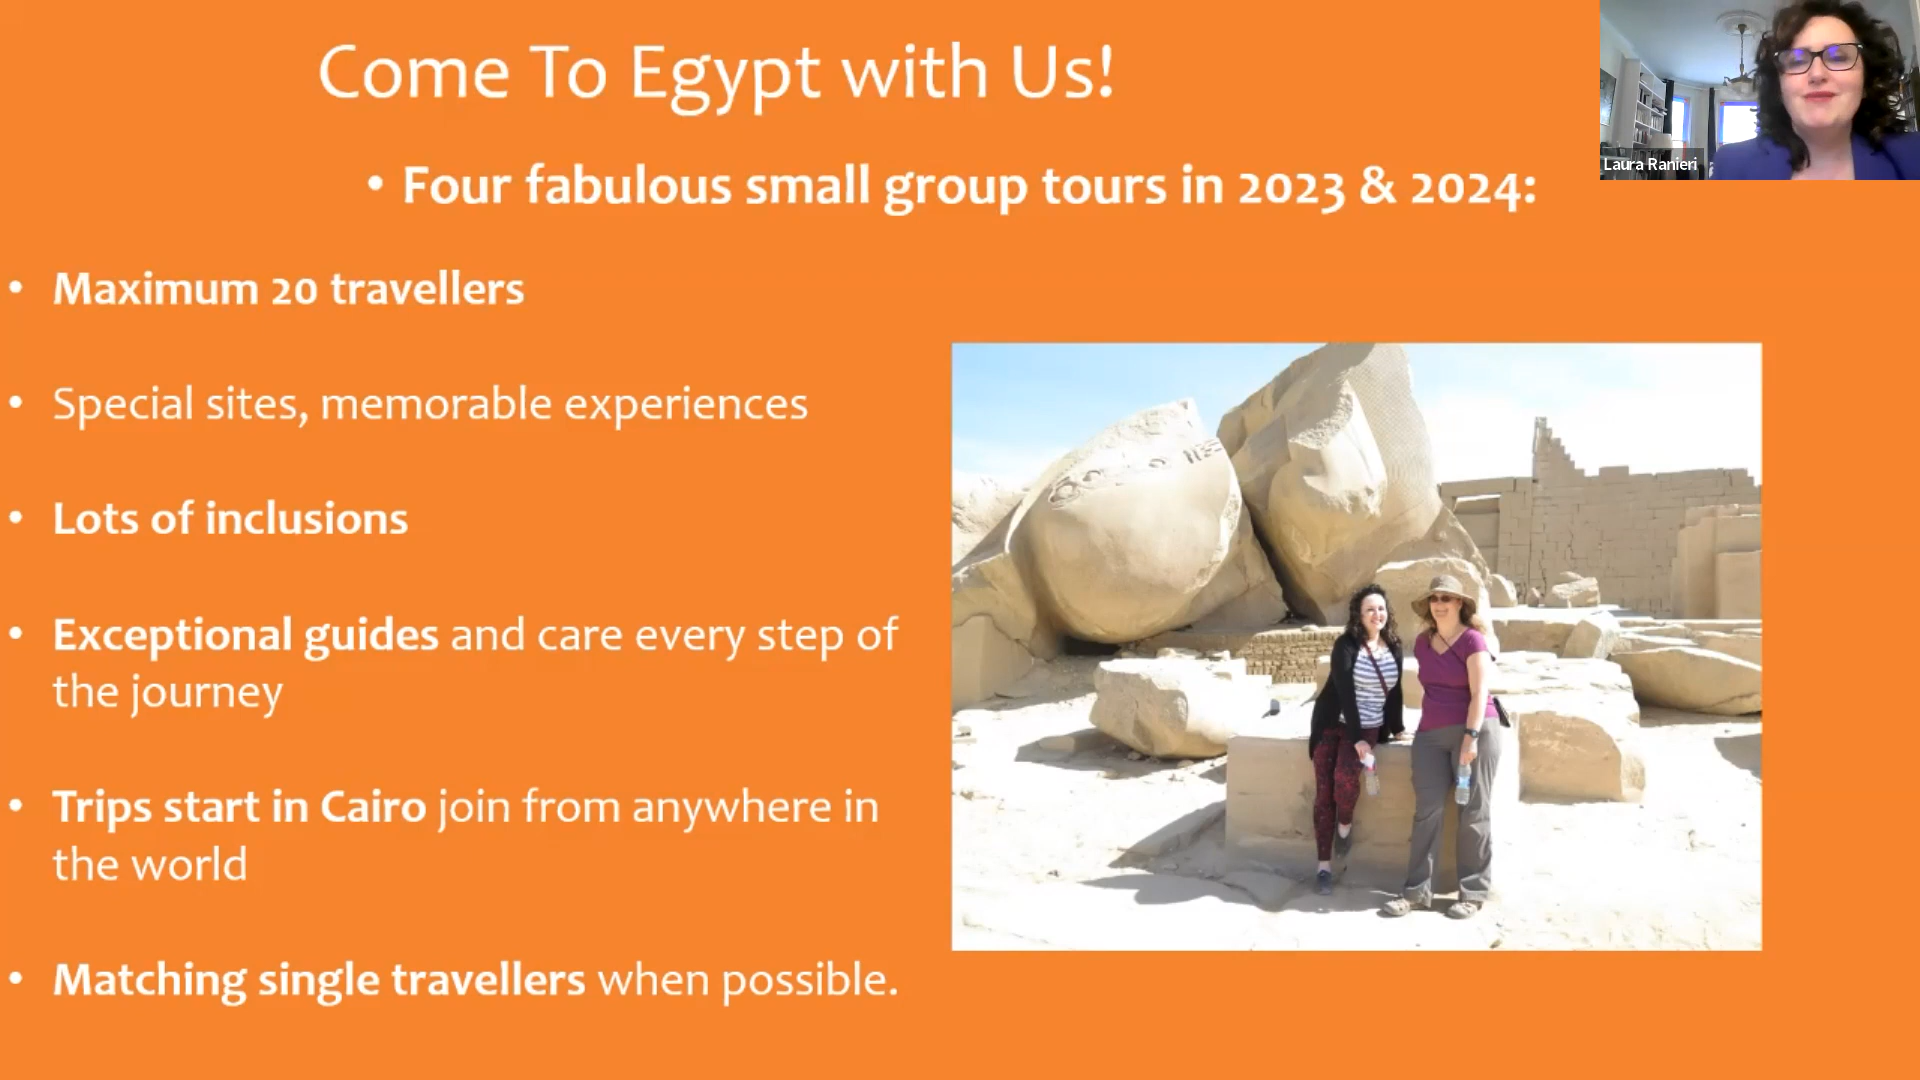 Come To Egypt with Us!
Laura Ranieri
• Four fabulous small group tours in 2023 & 2024:
• Maximum 20 travellers
• Special sites, memorable experiences
• Lots of inclusions
• Exceptional guides and care every step of
the journey
• Trips start in Cairo join from anywhere in
the world
• Matching single travellers when possible.